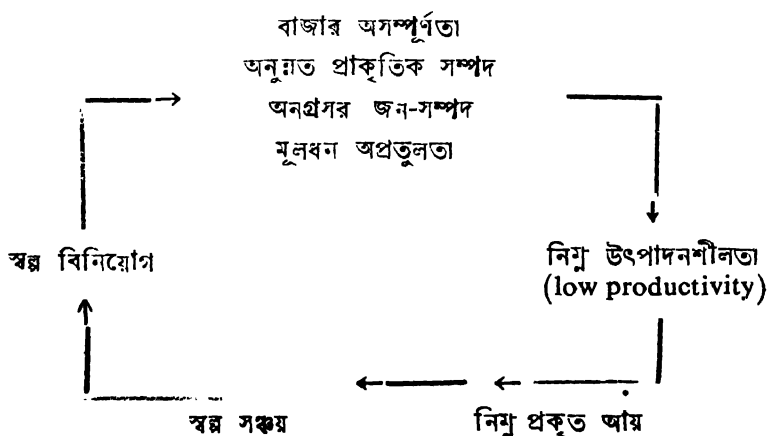 বাজার অসম্পূর্ণতা
অনুন্নত প্রাকৃতিক সম্পদ
অনগ্রসর জন-সম্পদ
মূলধন অপ্রতুলতা
স্বল্প বিনিয়োগ
নিম্ন উৎপাদনশীলতা
(low productivity)
স্বল্প সঞ্চয়
নিম্ন প্রকৃত আয়